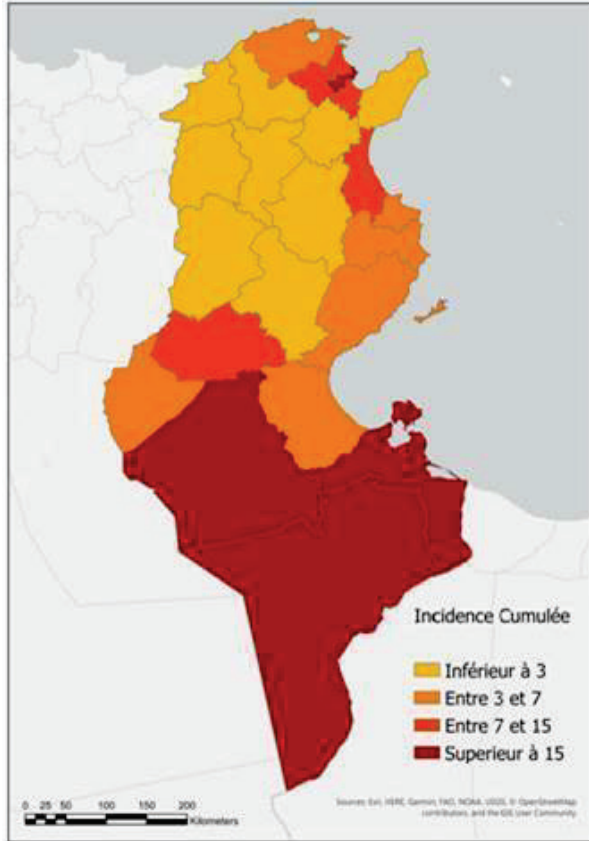 Incidence Cumulée
Inférieur à 3
Entre 3 et 7
Entre 7 et 15
Superieur à 15
0 25 50 100 150 200
Kilometers
Sources: Esri, HERE, Garmin, FAO, NOAA, USGS, © OpenStreetMap
contributors, and the GIS User Community